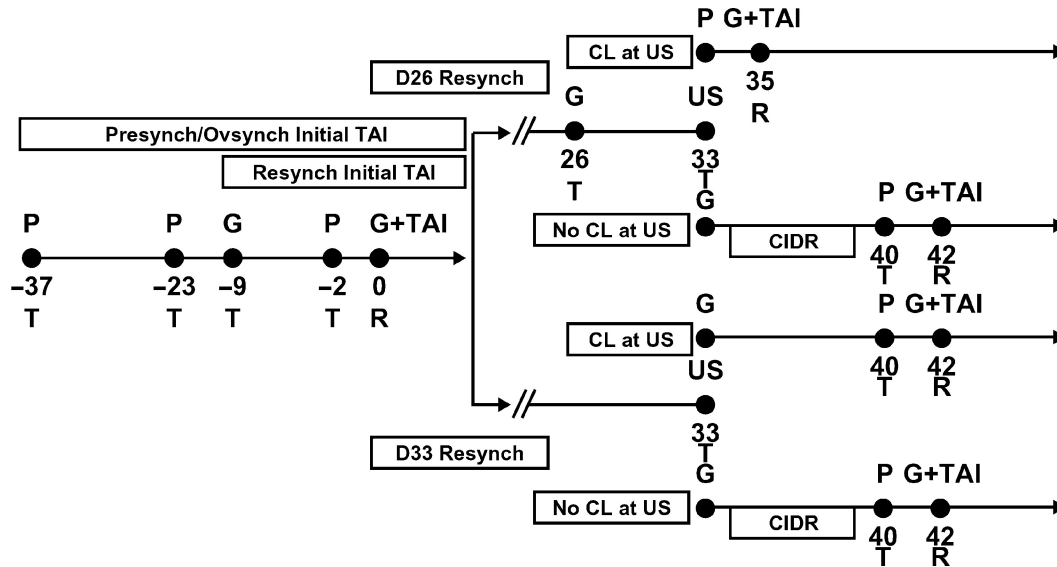 P G+TAI
CL at US
35
R
D26 Resynch
G US
26 33
T T
Presynch/Ovsynch Initial TAI
Resynch Initial TAI
P P G P G+TAI
−37 −23 −9 −2 0
T T T T R
G P G+TAI
No CL at US
CIDR
40 42
T R
G P G+TAI
CL at US
40 42
T R
US
33
T
D33 Resynch
G P G+TAI
No CL at US
CIDR
40 42
T R